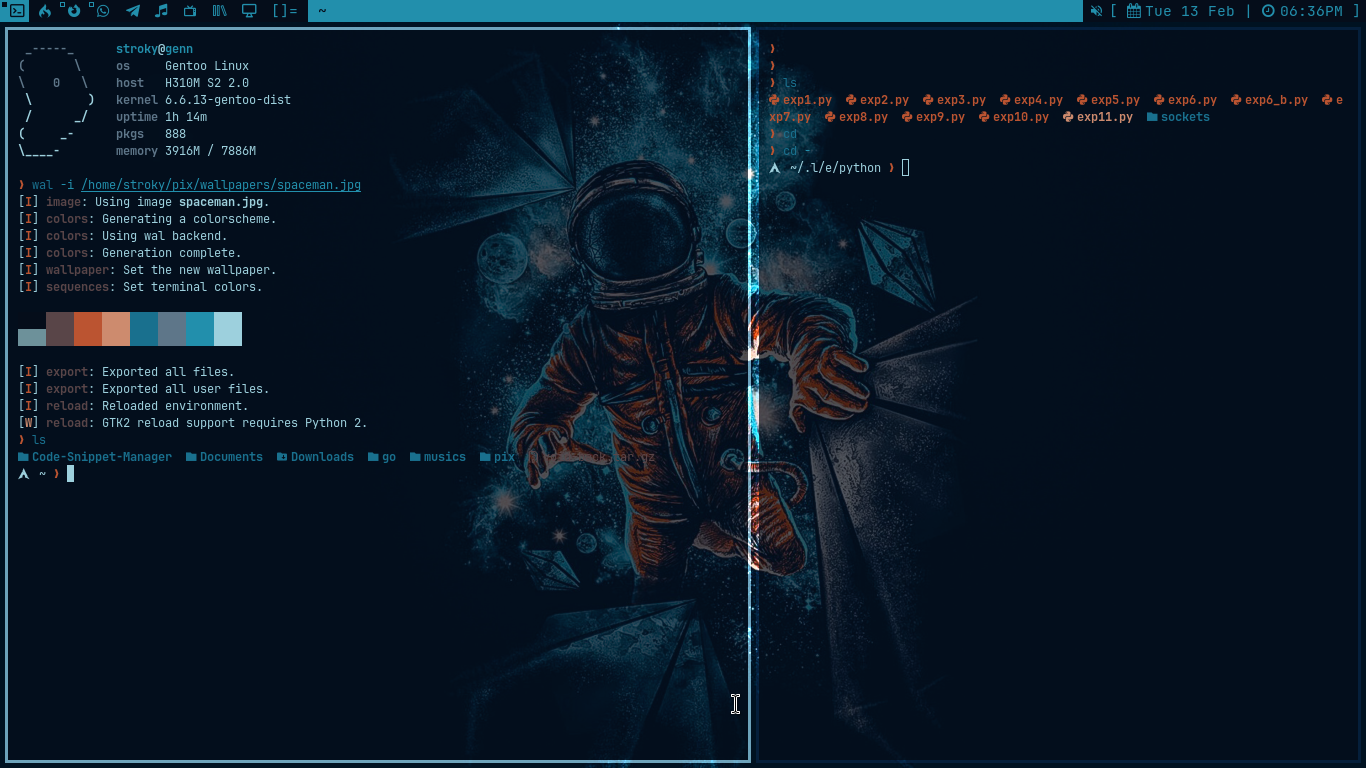 []= ~ [ Tue 13 Feb | 06:36PM ]
stroky@genn
os Gentoo Linux
host H310M S2 2.0
kernel 6.6.13-gentoo-dist
uptime 1h 14m
pkgs 888
memory 3916M / 7886M
❯ wal -i /home/stroky/pix/wallpapers/spaceman.jpg
[I] image: Using image spaceman.jpg.
[I] colors: Generating a colorscheme.
[I] colors: Using wal backend.
[I] colors: Generation complete.
[I] wallpaper: Set the new wallpaper.
[I] sequences: Set terminal colors.
[I] export: Exported all files.
[I] export: Exported all user files.
[I] reload: Reloaded environment.
[W] reload: GTK2 reload support requires Python 2.
❯ ls
Code-Snippet-Manager Documents Downloads go musics pix
~ ❯
❯
❯
❯ ls
exp1.py exp2.py exp3.py exp4.py exp5.py exp6.py exp6_b.py e
xp7.py exp8.py exp9.py exp10.py exp11.py sockets
❯ cd
❯ cd -
~/.l/e/python ❯